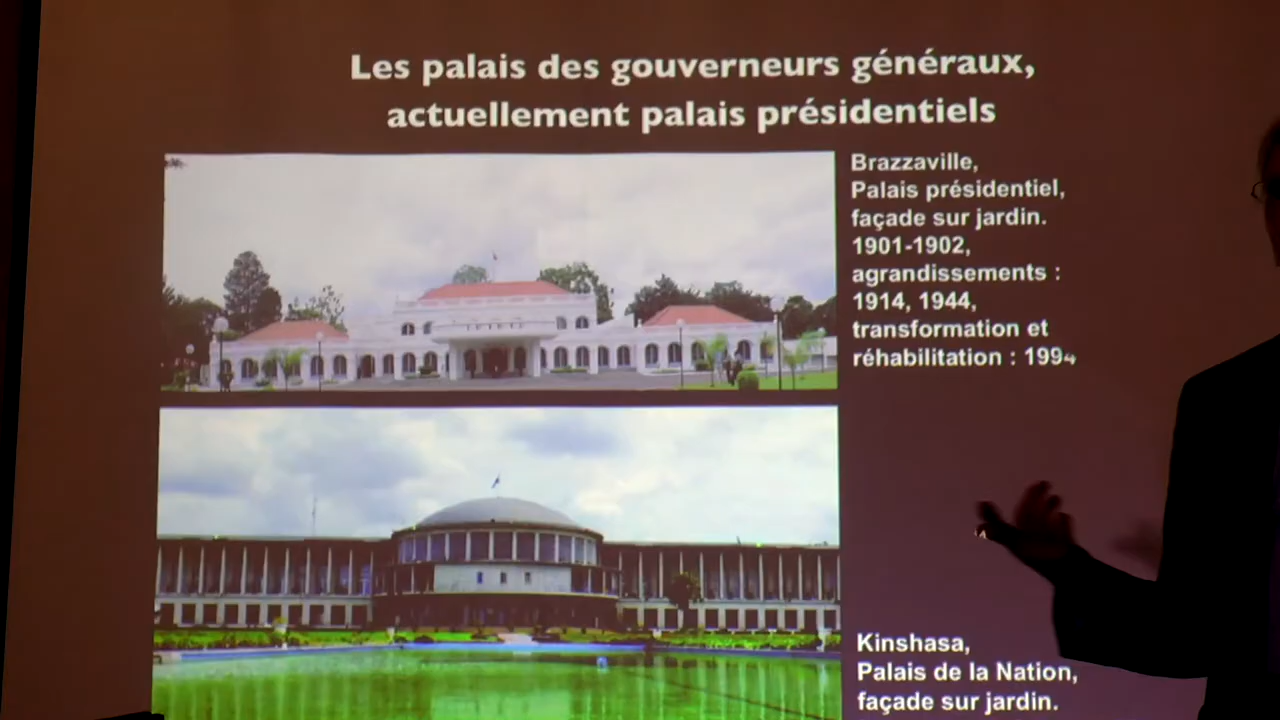 Les palais des gouverneurs généraux,
actuellement palais présidentiels
Brazzaville,
Palais présidentiel,
façade sur jardin.
1901-1902,
agrandissements :
1914, 1944,
transformation et
réhabilitation : 1994
Kinshasa,
Palais de la Nation,
façade sur jardin.